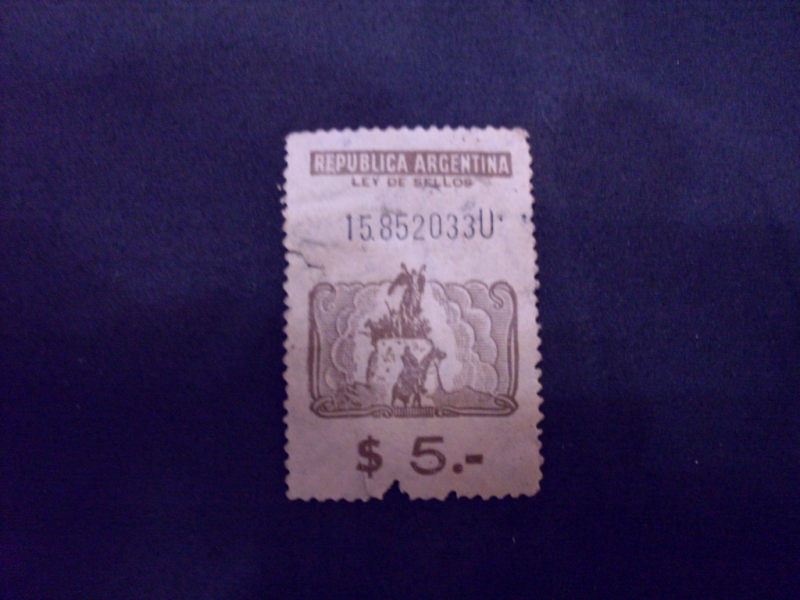 REPUBLICA ARGENTINA
LEY DE SELLOS
15.852033U
$ 5.-